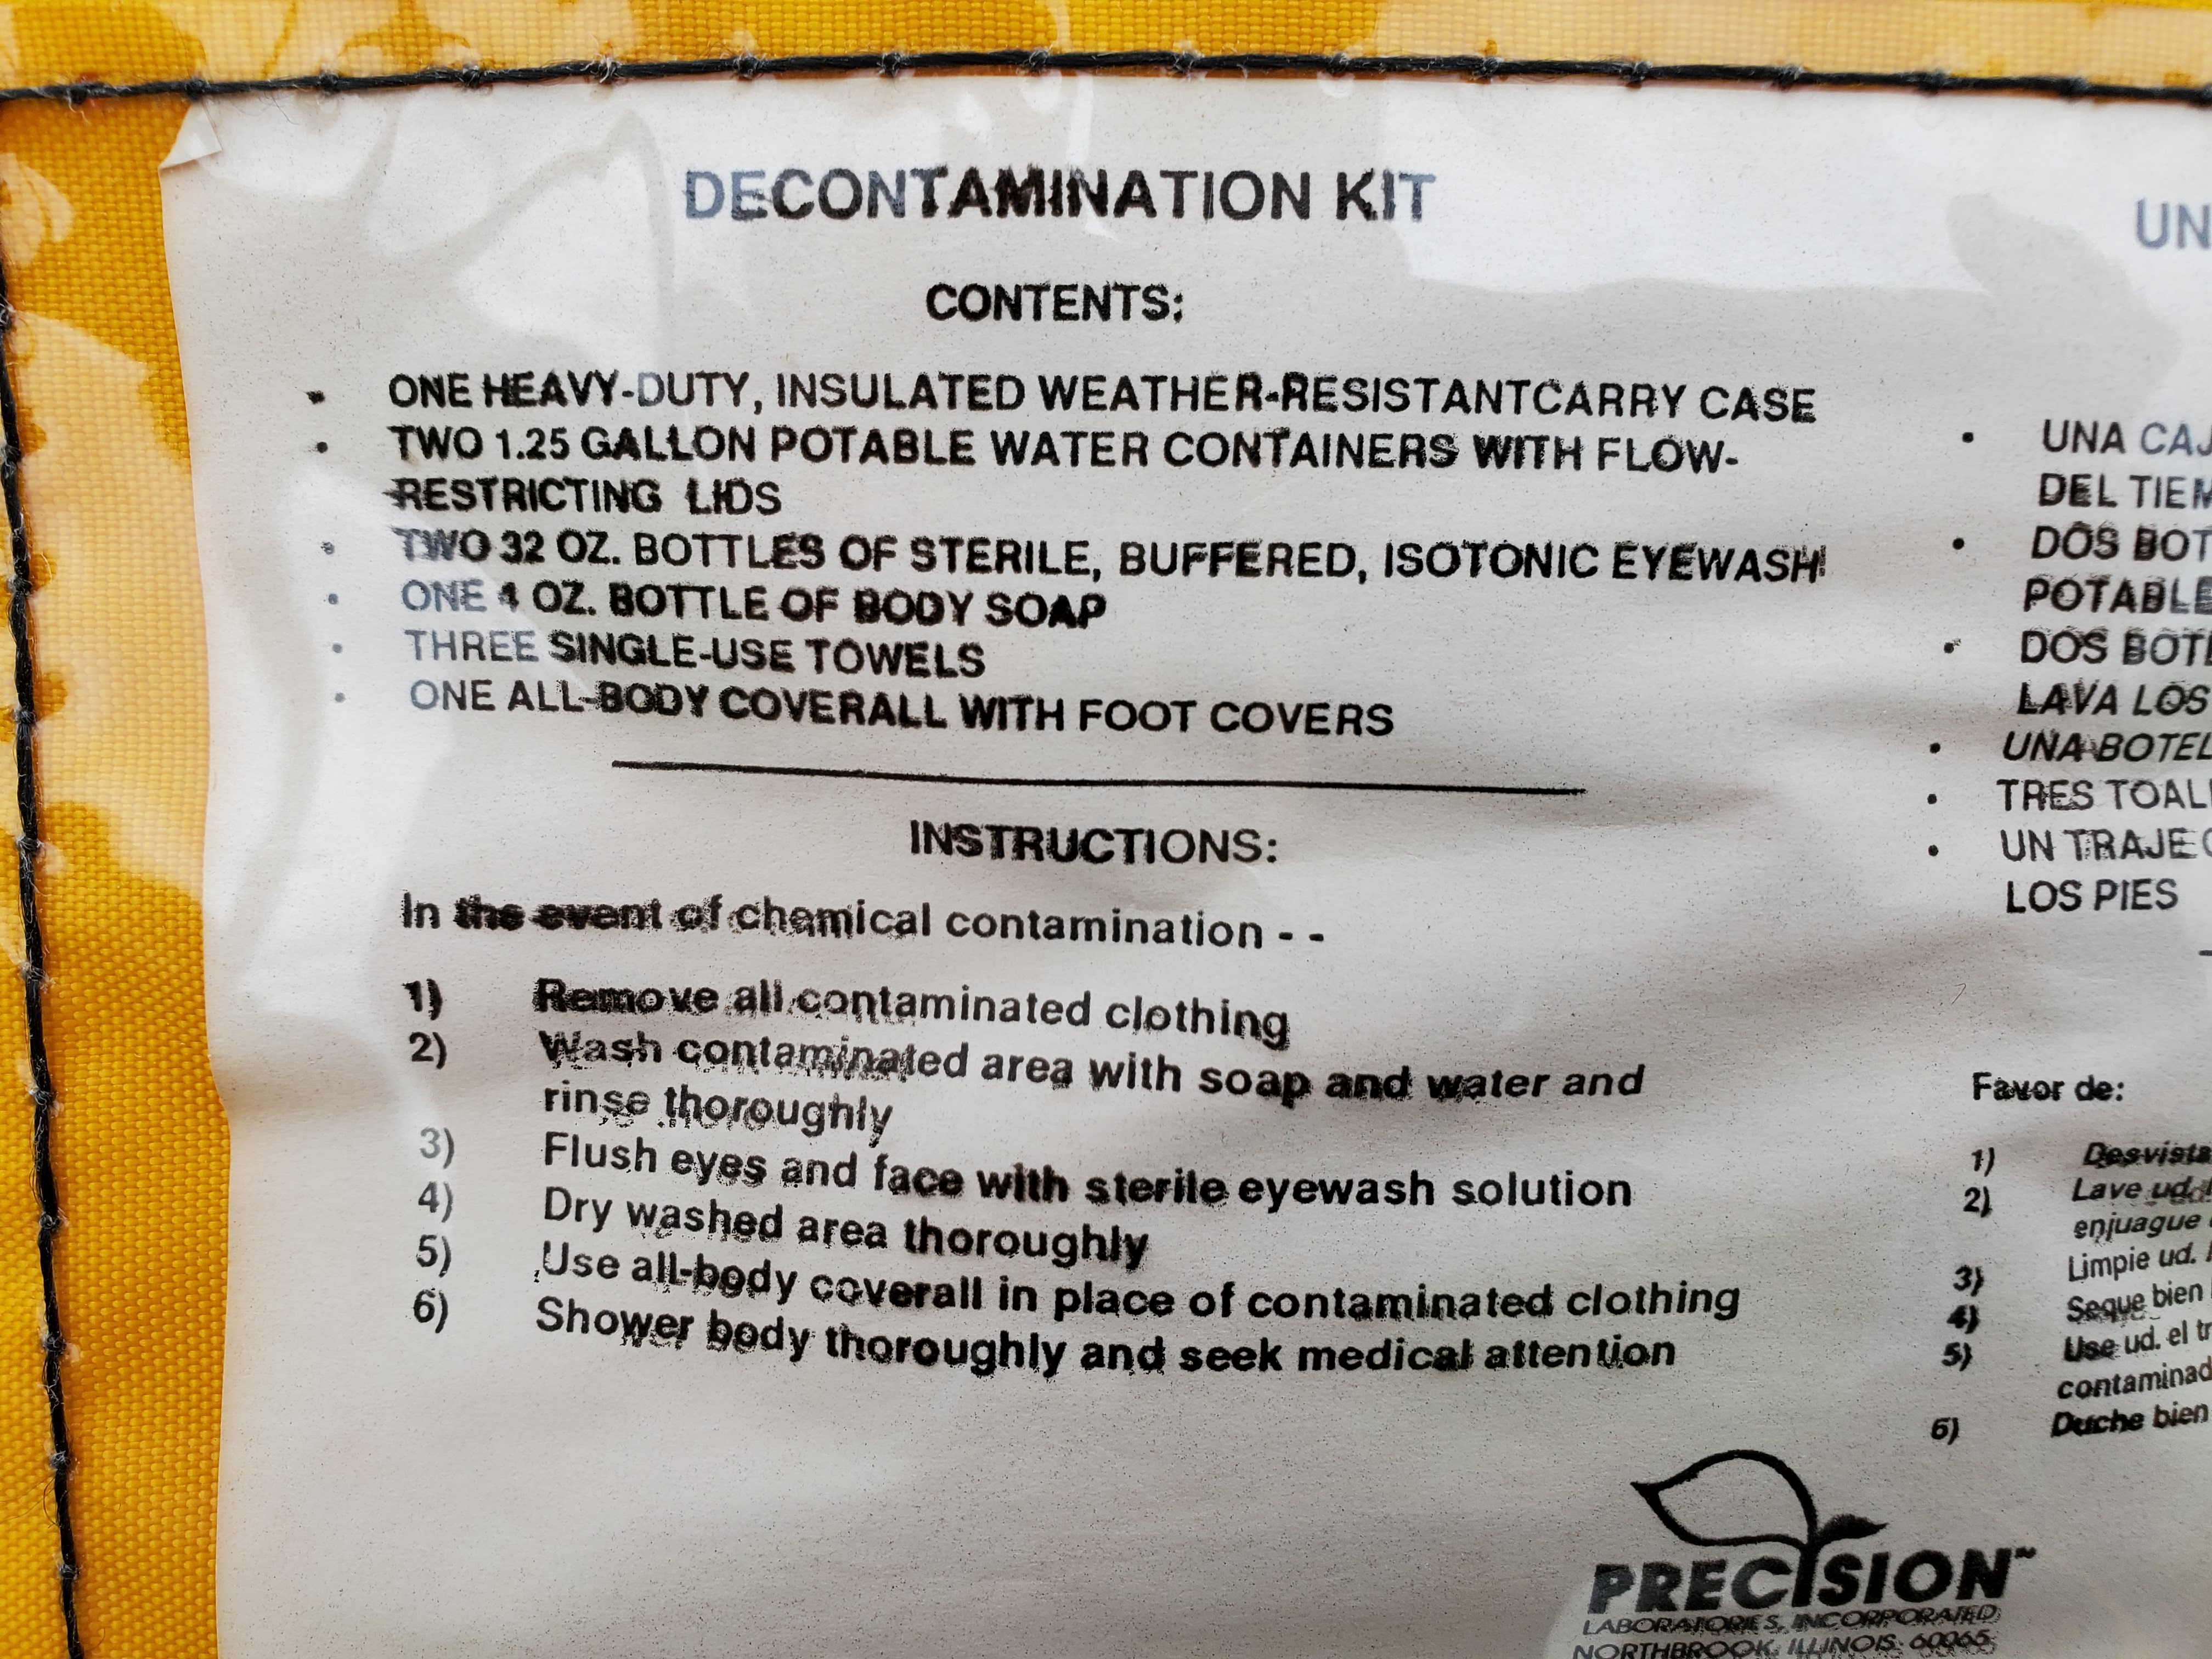 DECONTAMINATION KIT
CONTENTS:
• ONE HEAVY-DUTY, INSULATED WEATHER-RESISTANTCARRY CASE
• TWO 1.25 GALLON POTABLE WATER CONTAINERS WITH FLOW-
RESTRICTING LIDS
• TWO 32 OZ. BOTTLES OF STERILE, BUFFERED, ISOTONIC EYEWASH
• ONE 4 OZ. BOTTLE OF BODY SOAP
• THREE SINGLE-USE TOWELS
• ONE ALL-BODY COVERALL WITH FOOT COVERS
INSTRUCTIONS:
In the event of chemical contamination - -
1) Remove all contaminated clothing
2) Wash contaminated area with soap and water and
rinse thoroughly
3) Flush eyes and face with sterile eyewash solution
4) Dry washed area thoroughly
5) Use all-body coverall in place of contaminated clothing
6) Shower body thoroughly and seek medical attention
UN
• UNA CAJ
DEL TIEM
• DOS BOT
POTABLE
• DOS BOTE
LAVA LOS
• UNA BOTEL
• TRES TOALL
• UN TRAJE
LOS PIES
Favor de:
1) Desvista
2) Lave ud.
enjuague
3) Limpie ud.
4) Seque bien
5) Use ud. el tr
contaminad
6) Duche bien
PRECISION™
LABORATORIES, INCORPORATED
NORTHBROOK, ILLINOIS 60065